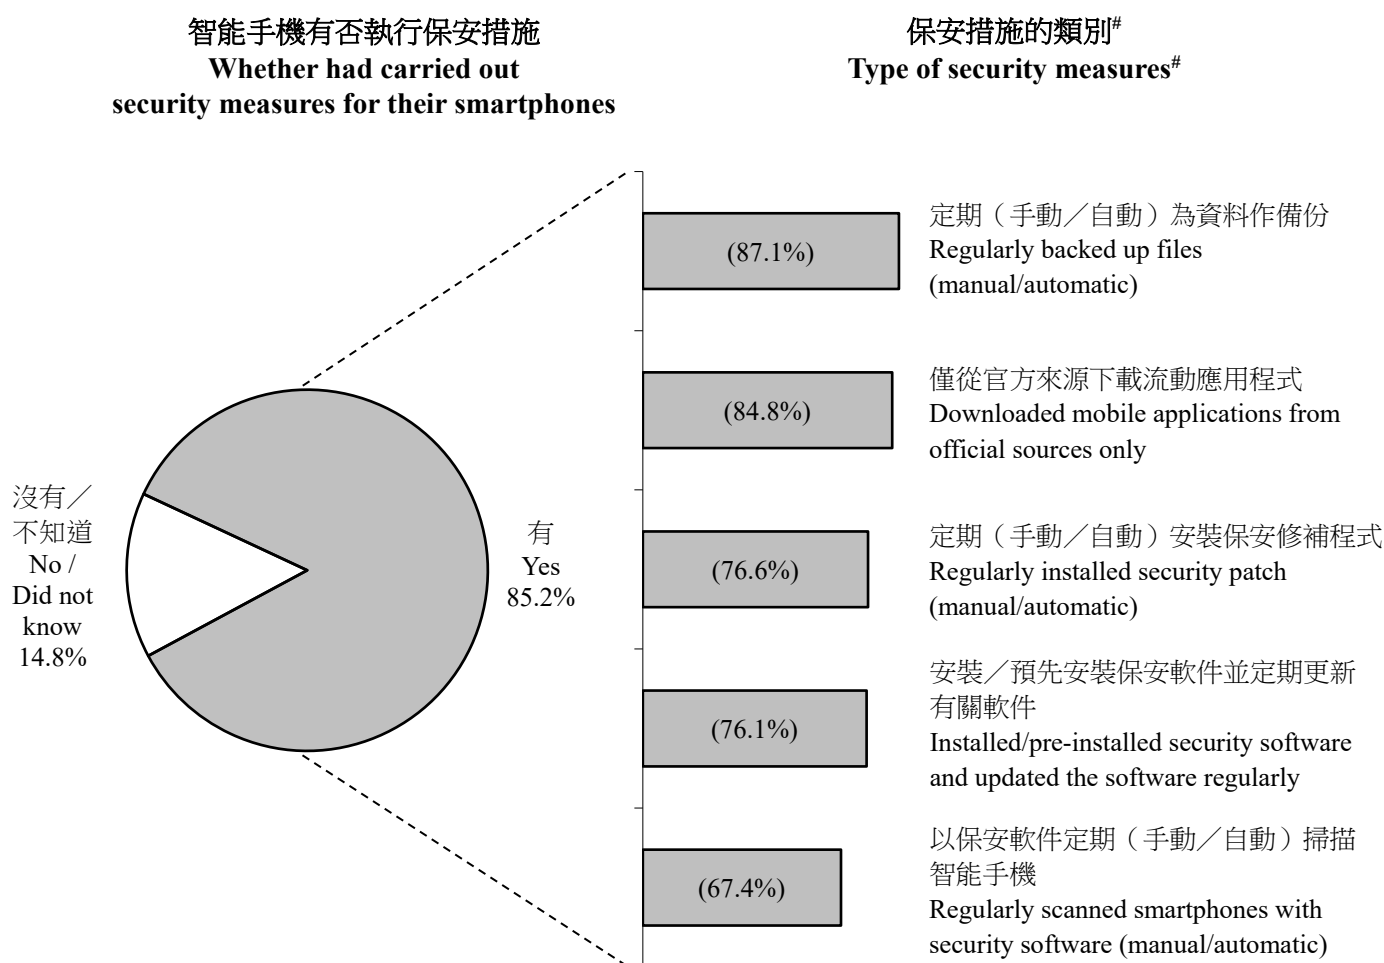 智能手機有否執行保安措施
Whether had carried out
security measures for their smartphones
保安措施的類別#
Type of security measures#
沒有／
不知道
No /
Did not
know
14.8%
有
Yes
85.2%
(87.1%)
定期（手動／自動）為資料作備份
Regularly backed up files
(manual/automatic)
(84.8%)
僅從官方來源下載流動應用程式
Downloaded mobile applications from
official sources only
(76.6%)
定期（手動／自動）安裝保安修補程式
Regularly installed security patch
(manual/automatic)
(76.1%)
安裝／預先安裝保安軟件並定期更新
有關軟件
Installed/pre-installed security software
and updated the software regularly
(67.4%)
以保安軟件定期（手動／自動）掃描
智能手機
Regularly scanned smartphones with
security software (manual/automatic)